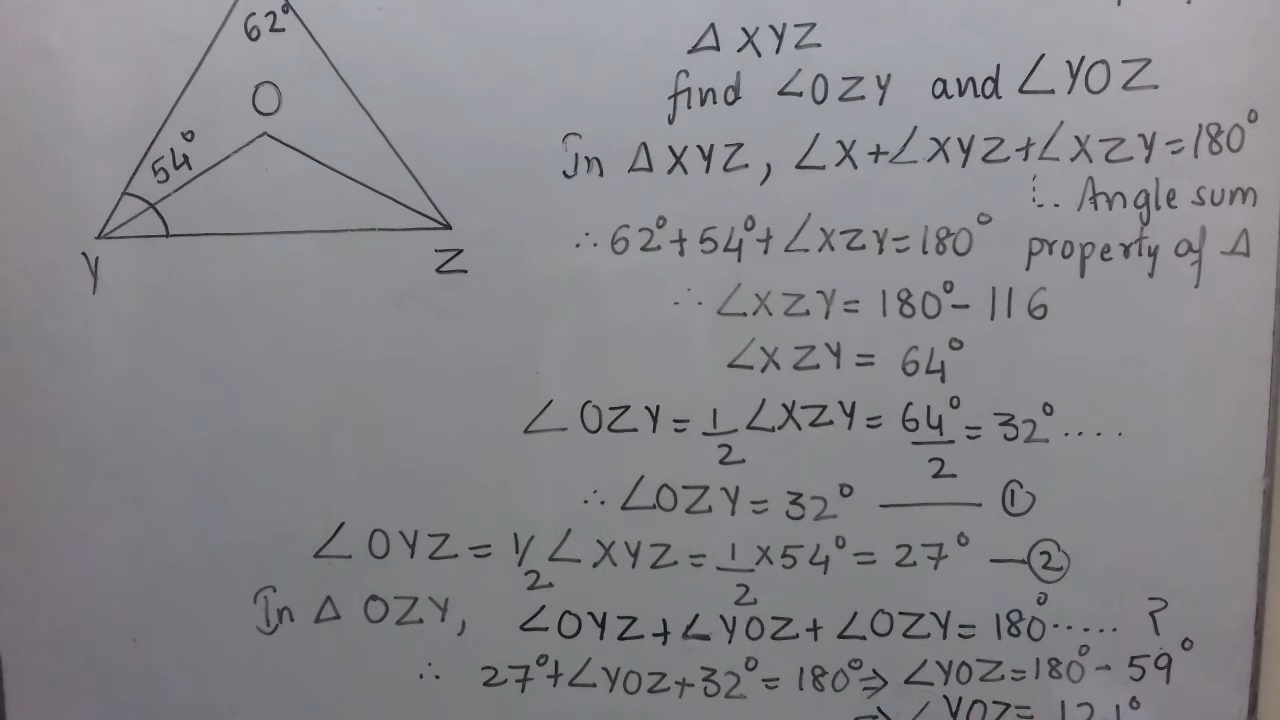 62°
O
54°
Y
Z
Δ XYZ
find ∠OZY and ∠YOZ
In Δ XYZ, ∠X+∠XYZ+∠XZY=180°
∵ Angle sum
∴ 62°+54°+∠XZY=180° property of Δ
∴ ∠XZY=180°-116
∠XZY= 64°
∠OZY= 1/2 ∠XZY= 64°/2 = 32° ....
∴ ∠OZY= 32° —— ①
∠OYZ= 1/2 ∠XYZ= 1/2 ×54°= 27° —②
In Δ OZY, ∠OYZ+∠YOZ+∠OZY= 180° ..... ?
∴ 27°+∠YOZ+32°= 180° ⇒ ∠YOZ=180°-59°
⇒ ∠YOZ= 121°